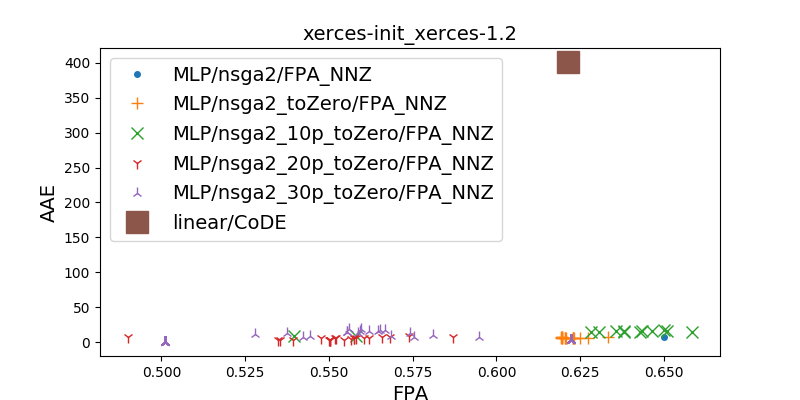 xerces-init_xerces-1.2
400
350
300
250
200
150
100
50
0
AAE
MLP/nsga2/FPA_NNZ
MLP/nsga2_toZero/FPA_NNZ
MLP/nsga2_10p_toZero/FPA_NNZ
MLP/nsga2_20p_toZero/FPA_NNZ
MLP/nsga2_30p_toZero/FPA_NNZ
linear/CoDE
0.500 0.525 0.550 0.575 0.600 0.625 0.650
FPA